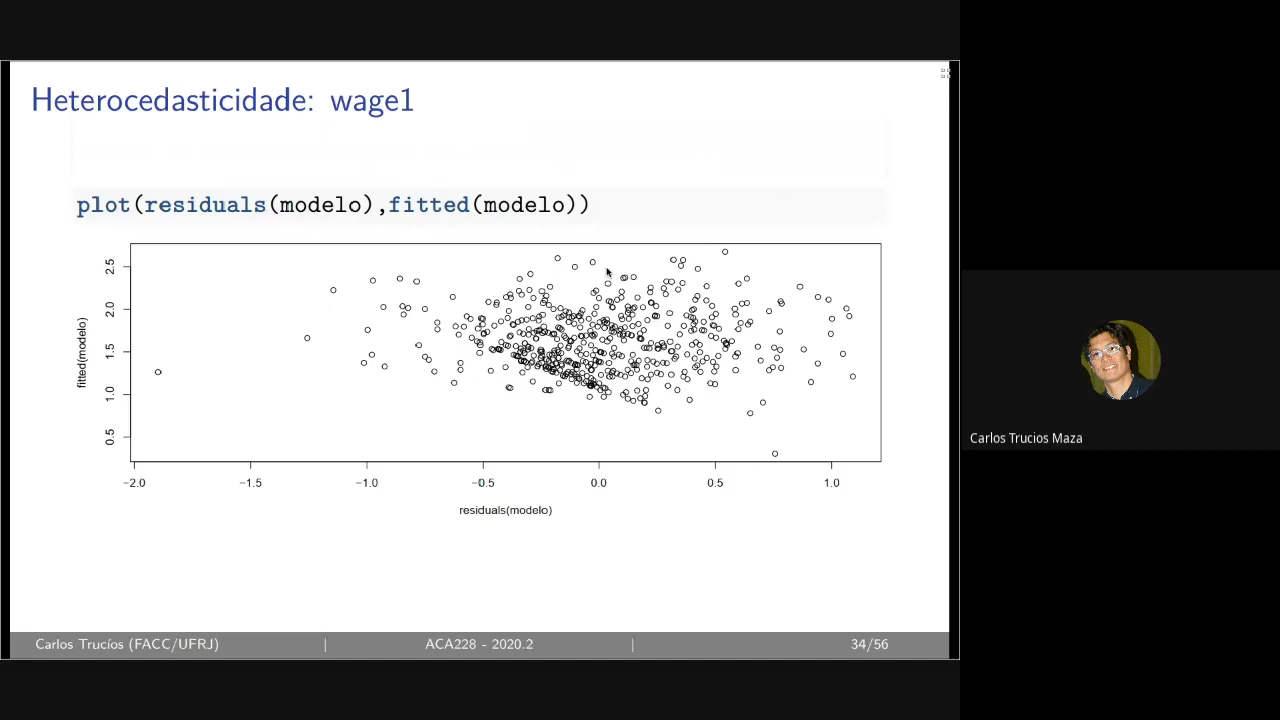 Heterocedasticidade: wage1
plot(residuals(modelo),fitted(modelo))
2.5
2.0
1.5
1.0
0.5
fitted(modelo)
−2.0 −1.5 −1.0 −0.5 0.0 0.5 1.0
residuals(modelo)
Carlos Trucíos (FACC/UFRJ) | ACA228 - 2020.2 | 34/56
Carlos Trucios Maza